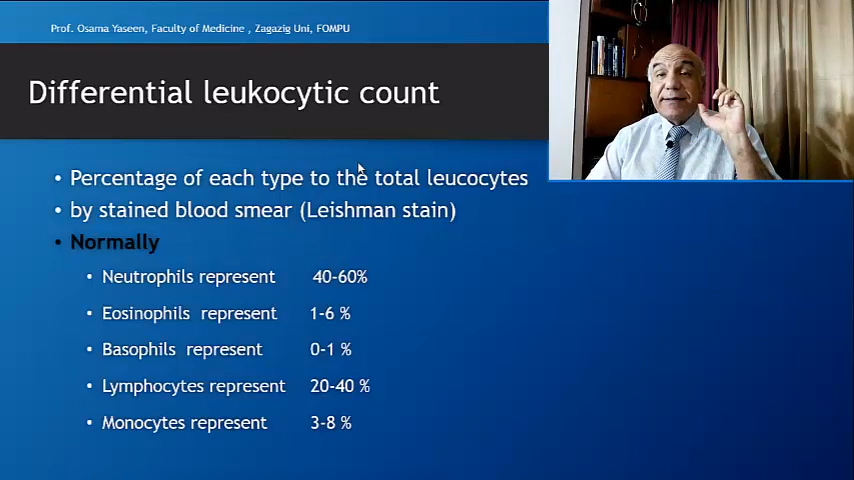 Prof. Osama Yaseen, Faculty of Medicine , Zagazig Uni, FOMPU
Differential leukocytic count
• Percentage of each type to the total leucocytes
• by stained blood smear (Leishman stain)
• Normally
• Neutrophils represent 40-60%
• Eosinophils represent 1-6 %
• Basophils represent 0-1 %
• Lymphocytes represent 20-40 %
• Monocytes represent 3-8 %